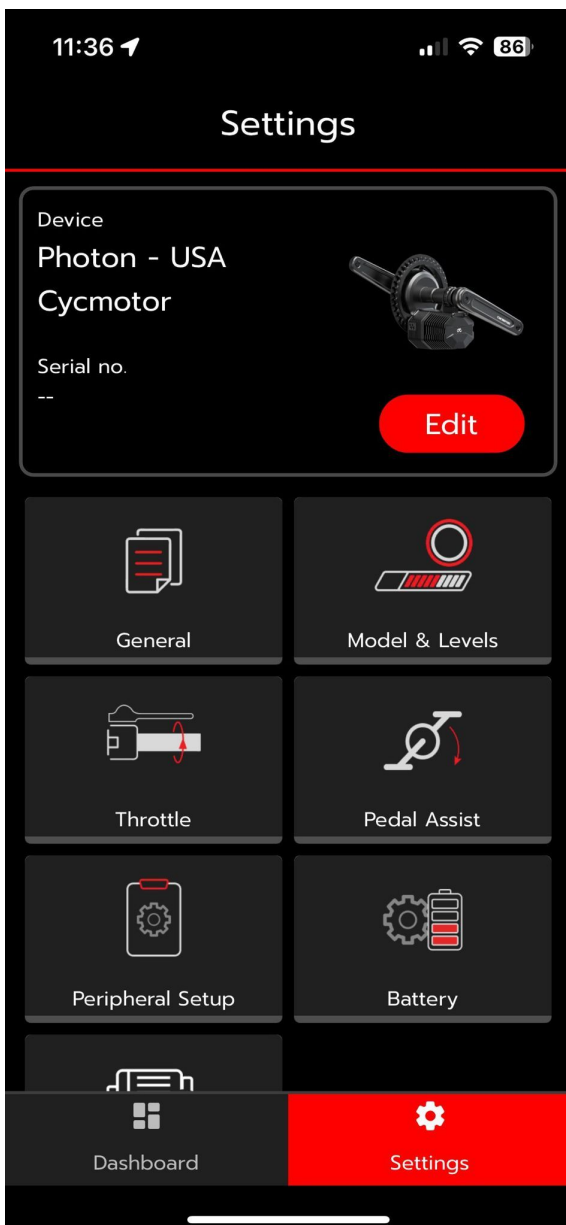 11:36
86
Settings
Device
Photon - USA
Cycmotor
Serial no.
--
Edit
General
Model & Levels
Throttle
Pedal Assist
Peripheral Setup
Battery
Dashboard
Settings